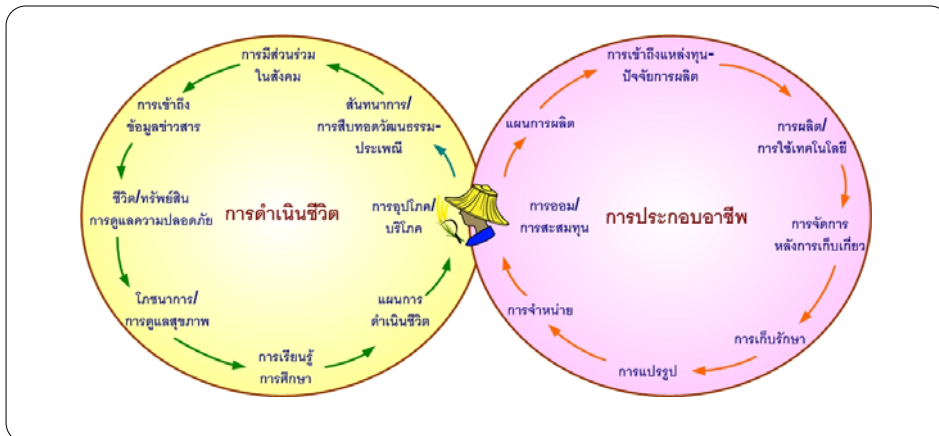 การมีส่วนร่วม
ในสังคม
การเข้าถึง
ข้อมูลข่าวสาร
สันทนาการ/
การสืบทอดวัฒนธรรม-
ประเพณี
ชีวิต/ทรัพย์สิน
การดูแลความปลอดภัย
การดำเนินชีวิต
การอุปโภค/
บริโภค
โภชนาการ/
การดูแลสุขภาพ
แผนการ
ดำเนินชีวิต
การเรียนรู้
การศึกษา
การเข้าถึงแหล่งทุน-
ปัจจัยการผลิต
แผนการผลิต
การผลิต/
การใช้เทคโนโลยี
การออม/
การสะสมทุน
การประกอบอาชีพ
การจัดการ
หลังการเก็บเกี่ยว
การจำหน่าย
การเก็บรักษา
การแปรรูป